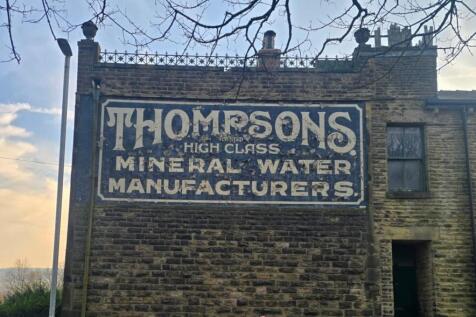 THOMPSONS
HIGH CLASS
MINERAL WATER
MANUFACTURERS